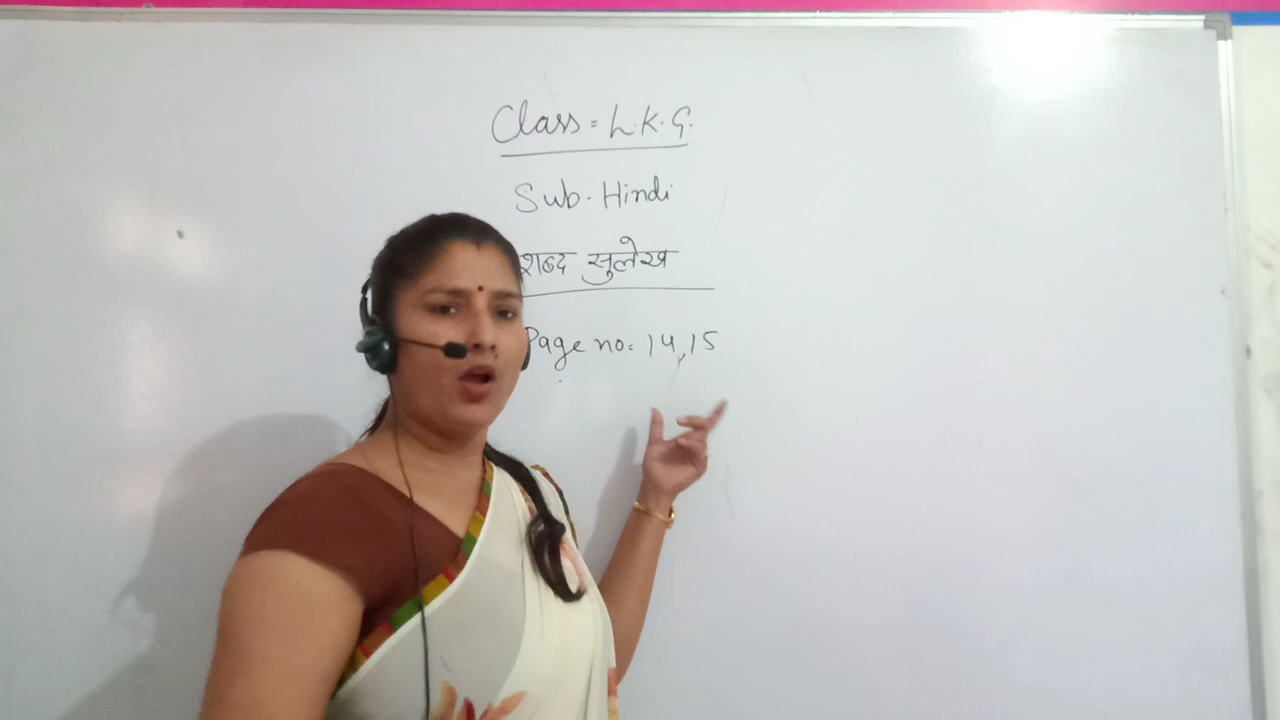 Class = L.K.G.
Sub - Hindi
शब्द सुलेख
Page no: 14,15